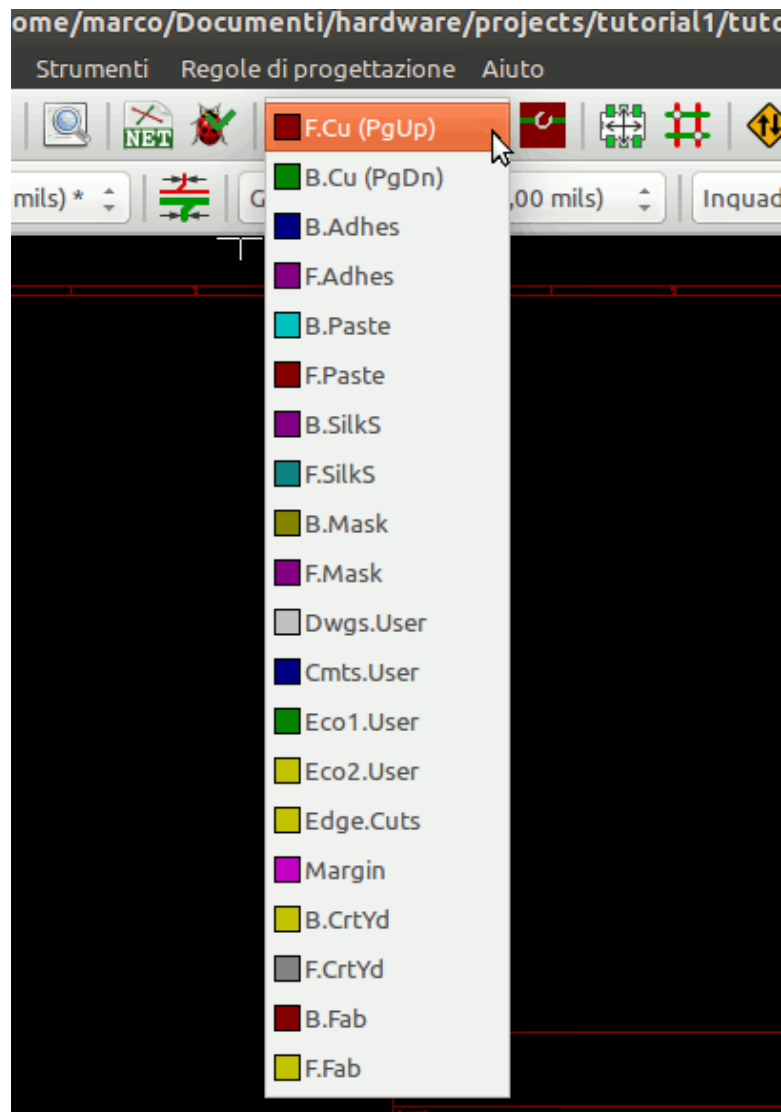 ome/marco/Documenti/hardware/projects/tutorial1/tuto
Strumenti Regole di progettazione Aiuto
NET
F.Cu (PgUp)
B.Cu (PgDn)
mils) * G ,00 mils) Inquad
B.Adhes
F.Adhes
B.Paste
F.Paste
B.SilkS
F.SilkS
B.Mask
F.Mask
Dwgs.User
Cmts.User
Eco1.User
Eco2.User
Edge.Cuts
Margin
B.CrtYd
F.CrtYd
B.Fab
F.Fab